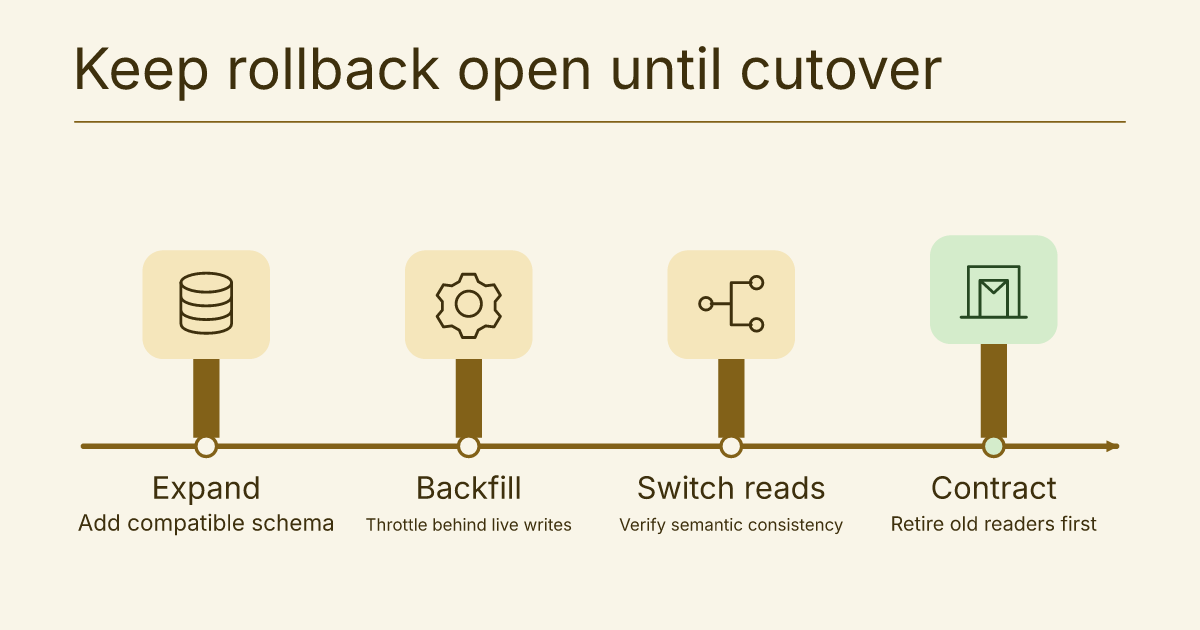 Keep rollback open until cutover
Expand
Add compatible schema
Backfill
Throttle behind live writes
Switch reads
Verify semantic consistency
Contract
Retire old readers first